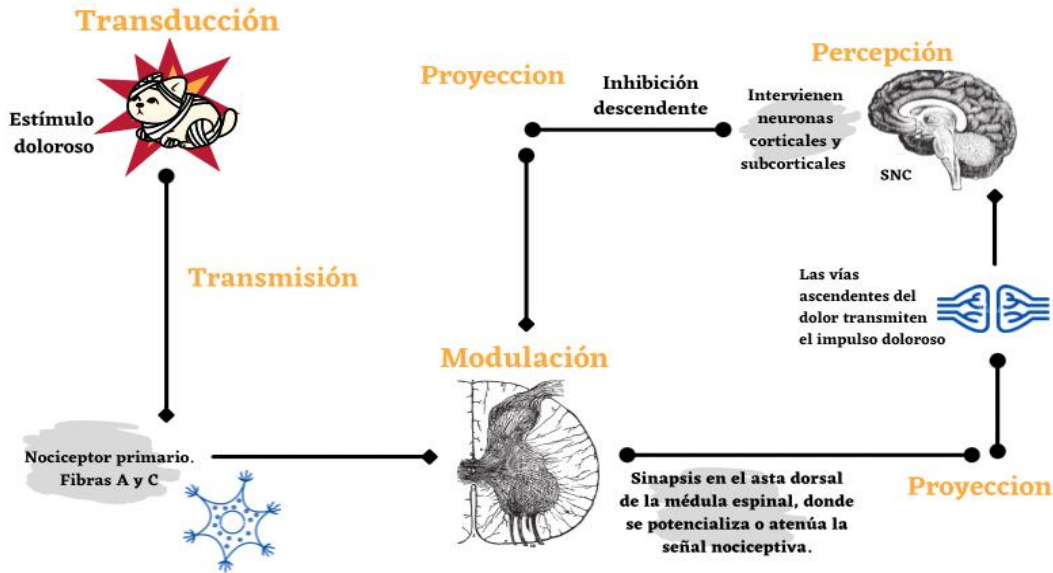 Transducción
Estímulo
doloroso
Transmisión
Nociceptor primario.
Fibras A y C
Modulación
Sinapsis en el asta dorsal
de la médula espinal, donde
se potencializa o atenúa la
señal nociceptiva.
Proyeccion
Las vías
ascendentes del
dolor transmiten
el impulso doloroso
Percepción
Intervienen
neuronas
corticales y
subcorticales
SNC
Inhibición
descendente
Proyeccion